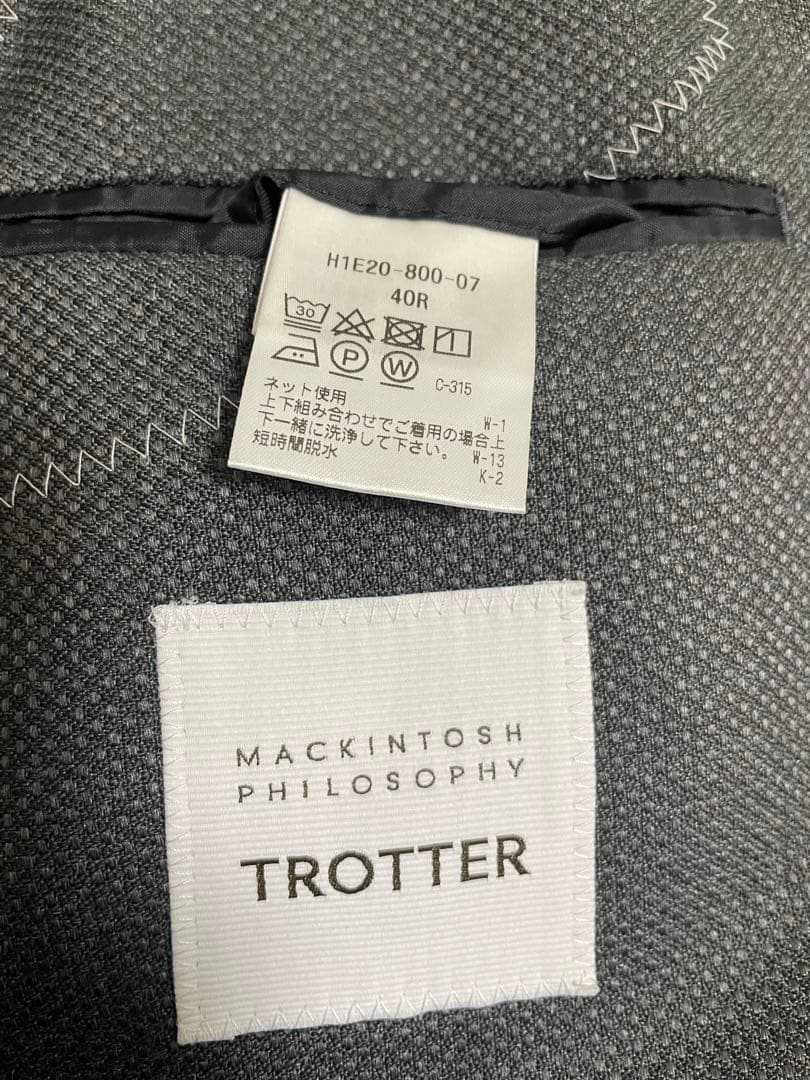 H1E20-800-07
40R
30
1
P W C-315
ネット使用 W-1
上下組み合わせでご着用の場合上
下一緒に洗浄して下さい。 W-13
短時間脱水 K-2
MACKINTOSH
PHILOSOPHY
TROTTER